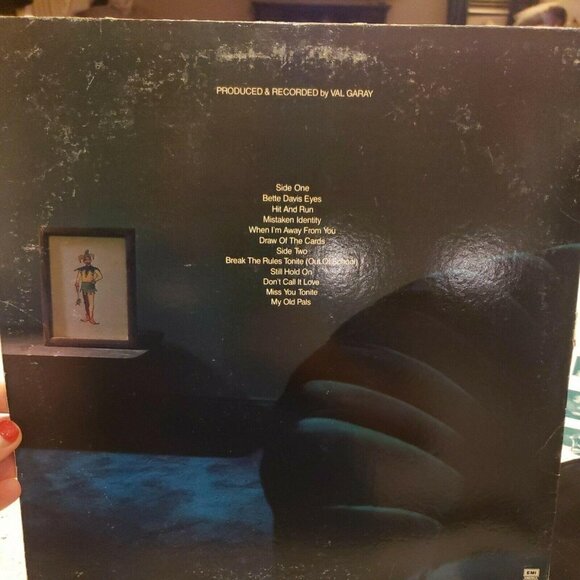 PRODUCED & RECORDED by VAL GARAY
Side One
Bette Davis Eyes
Hit And Run
Mistaken Identity
When I'm Away From You
Draw Of The Cards
Side Two
Break The Rules Tonite (Out Of School)
Still Hold On
Don't Call It Love
Miss You Tonite
My Old Pals
EMI